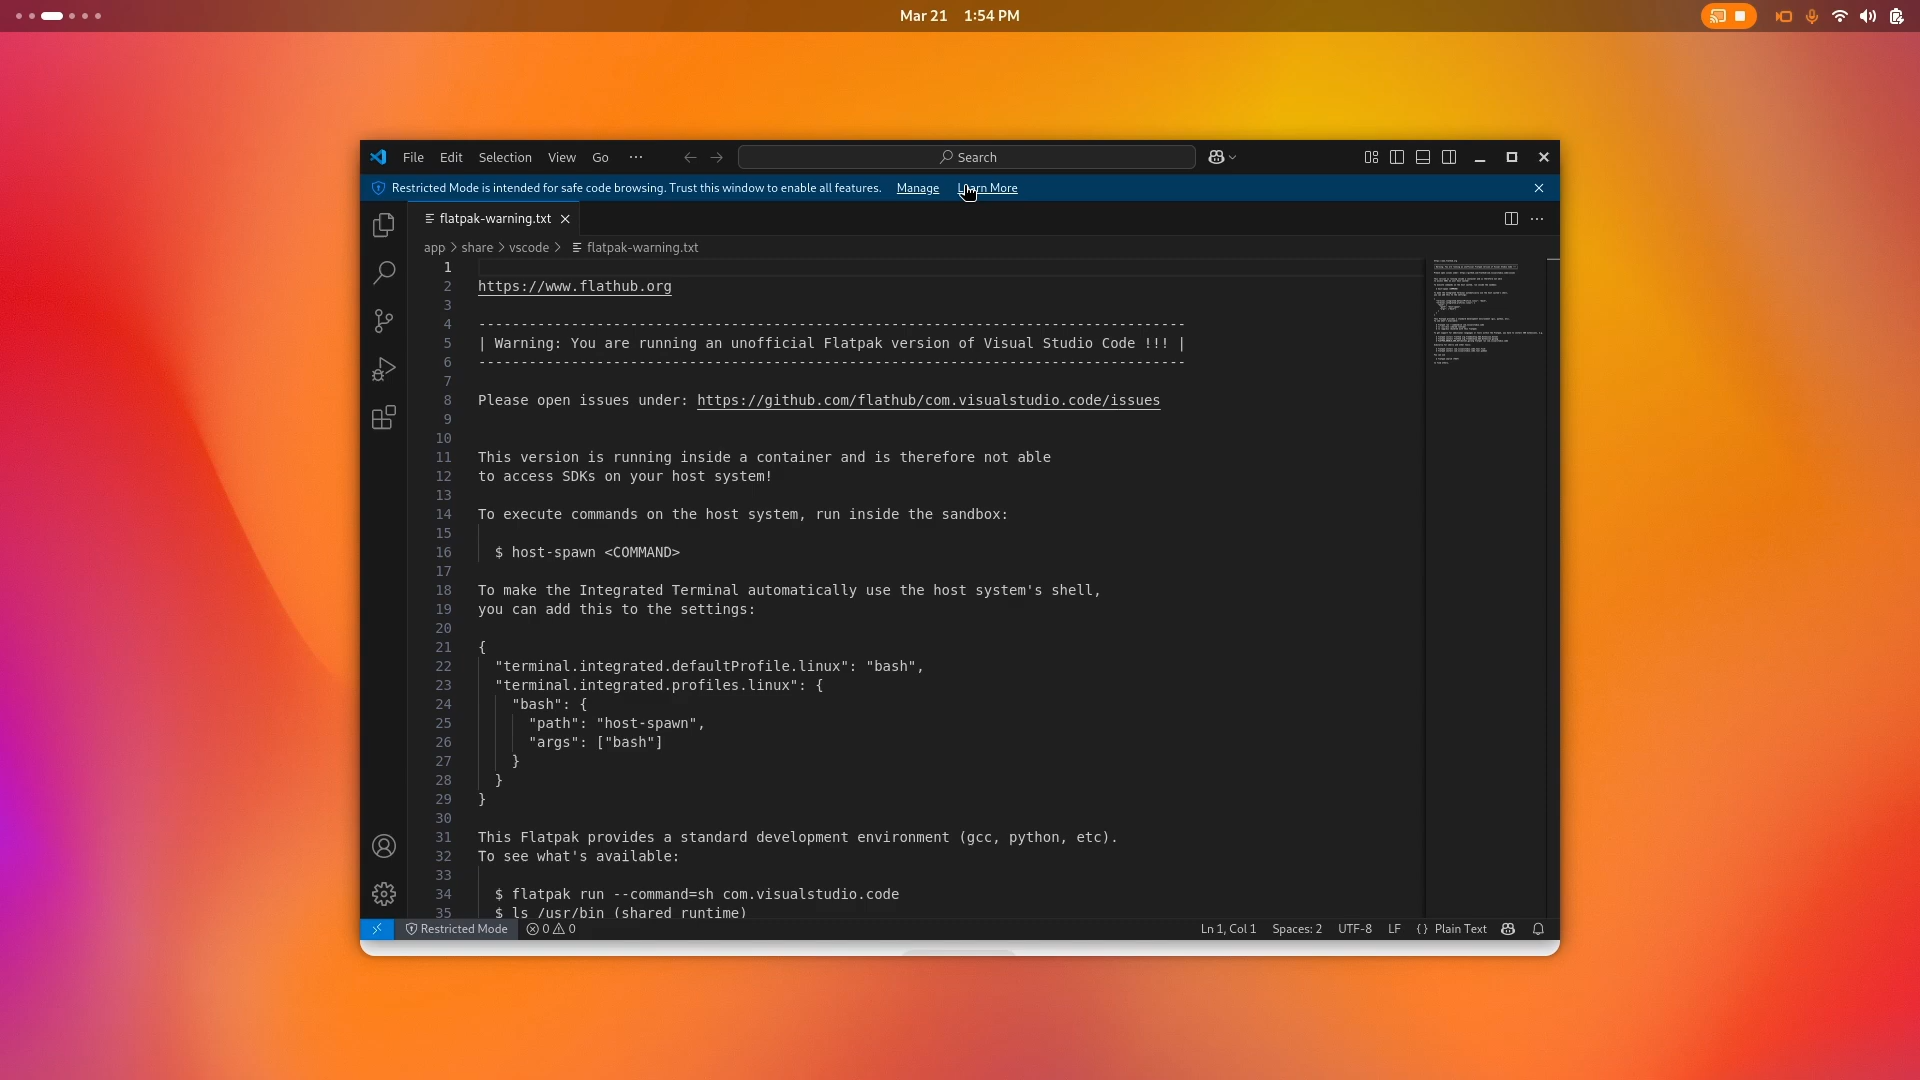 Mar 21 1:54 PM
File Edit Selection View Go ··· Search
Restricted Mode is intended for safe code browsing. Trust this window to enable all features. Manage Learn More
flatpak-warning.txt
app > share > vscode > flatpak-warning.txt
1
2 https://www.flathub.org
3
4 ------------------------------------------------------------------------------------
5 | Warning: You are running an unofficial Flatpak version of Visual Studio Code !!! |
6 ------------------------------------------------------------------------------------
7
8 Please open issues under: https://github.com/flathub/com.visualstudio.code/issues
9
10
11 This version is running inside a container and is therefore not able
12 to access SDKs on your host system!
13
14 To execute commands on the host system, run inside the sandbox:
15
16 $ host-spawn <COMMAND>
17
18 To make the Integrated Terminal automatically use the host system's shell,
19 you can add this to the settings:
20
21 {
22 "terminal.integrated.defaultProfile.linux": "bash",
23 "terminal.integrated.profiles.linux": {
24 "bash": {
25 "path": "host-spawn",
26 "args": ["bash"]
27 }
28 }
29 }
30
31 This Flatpak provides a standard development environment (gcc, python, etc).
32 To see what's available:
33
34 $ flatpak run --command=sh com.visualstudio.code
35 $ ls /usr/bin (shared runtime)
Restricted Mode 0 0 Ln 1, Col 1 Spaces: 2 UTF-8 LF {} Plain Text